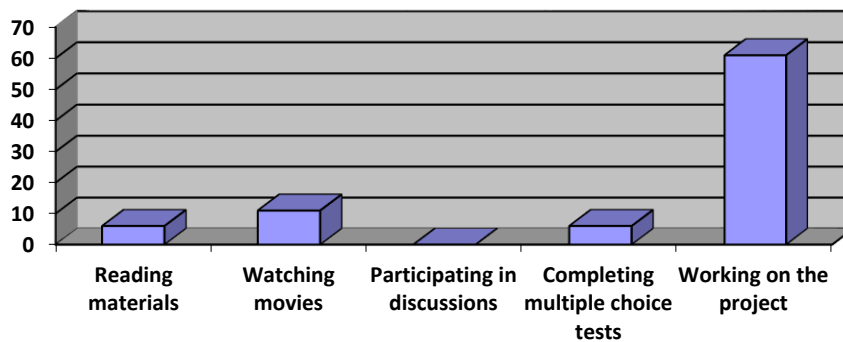 70
60
50
40
30
20
10
0
Reading materials
Watching movies
Participating in discussions
Completing multiple choice tests
Working on the project